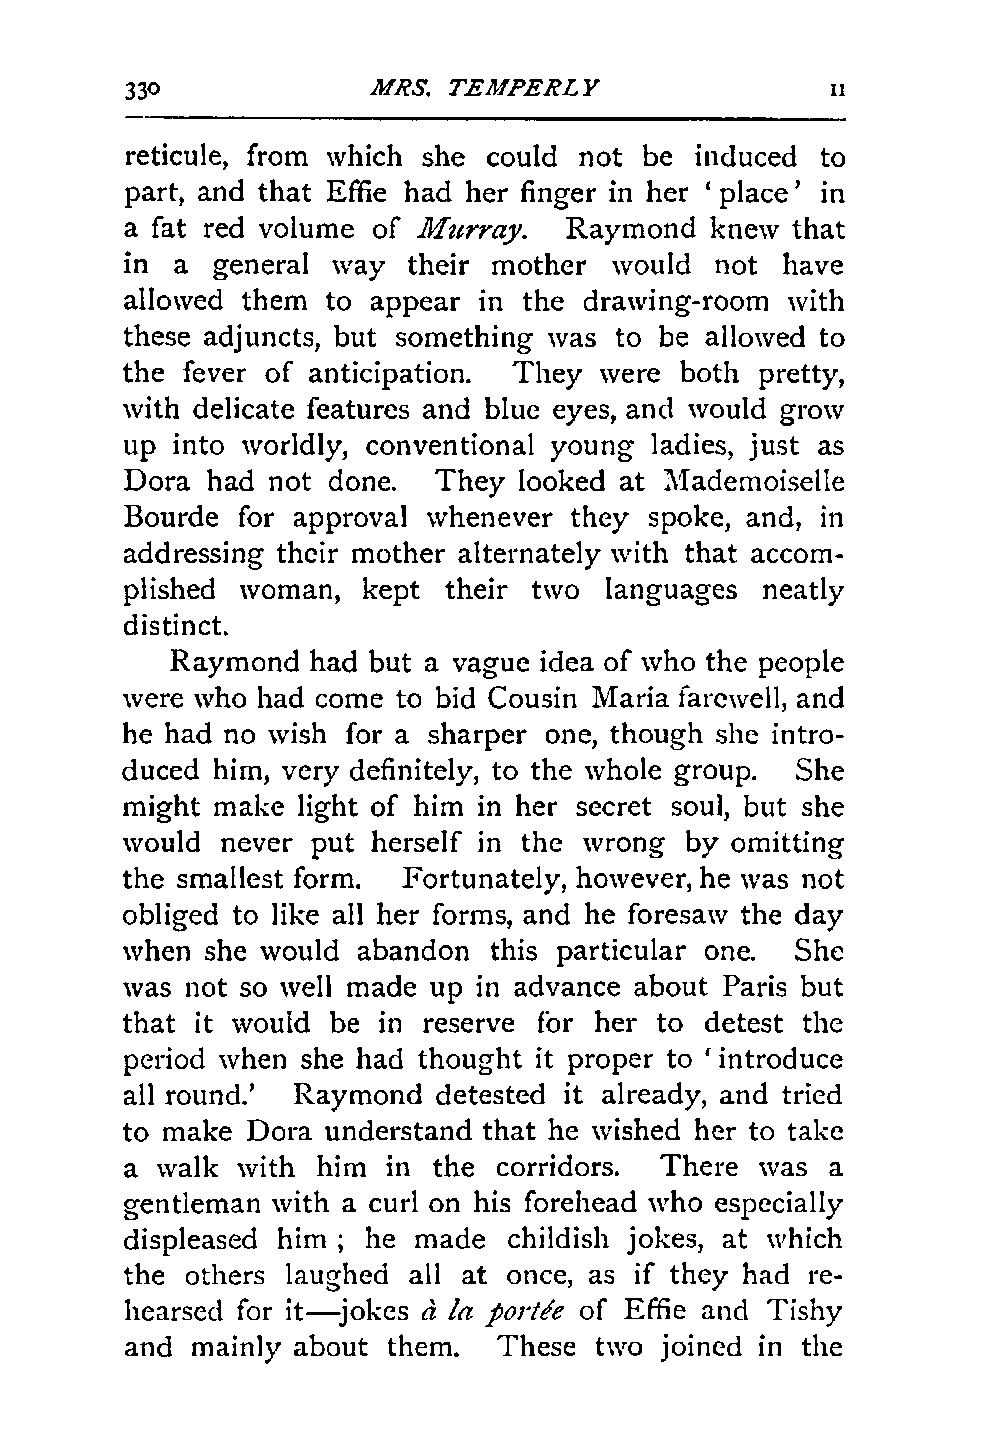 330 MRS. TEMPERLY II
reticule, from which she could not be induced to
part, and that Effie had her finger in her ‘ place ’ in
a fat red volume of Murray. Raymond knew that
in a general way their mother would not have
allowed them to appear in the drawing-room with
these adjuncts, but something was to be allowed to
the fever of anticipation. They were both pretty,
with delicate features and blue eyes, and would grow
up into worldly, conventional young ladies, just as
Dora had not done. They looked at Mademoiselle
Bourde for approval whenever they spoke, and, in
addressing their mother alternately with that accom-
plished woman, kept their two languages neatly
distinct.
Raymond had but a vague idea of who the people
were who had come to bid Cousin Maria farewell, and
he had no wish for a sharper one, though she intro-
duced him, very definitely, to the whole group. She
might make light of him in her secret soul, but she
would never put herself in the wrong by omitting
the smallest form. Fortunately, however, he was not
obliged to like all her forms, and he foresaw the day
when she would abandon this particular one. She
was not so well made up in advance about Paris but
that it would be in reserve for her to detest the
period when she had thought it proper to ‘ introduce
all round.’ Raymond detested it already, and tried
to make Dora understand that he wished her to take
a walk with him in the corridors. There was a
gentleman with a curl on his forehead who especially
displeased him ; he made childish jokes, at which
the others laughed all at once, as if they had re-
hearsed for it—jokes à la portée of Effie and Tishy
and mainly about them. These two joined in the